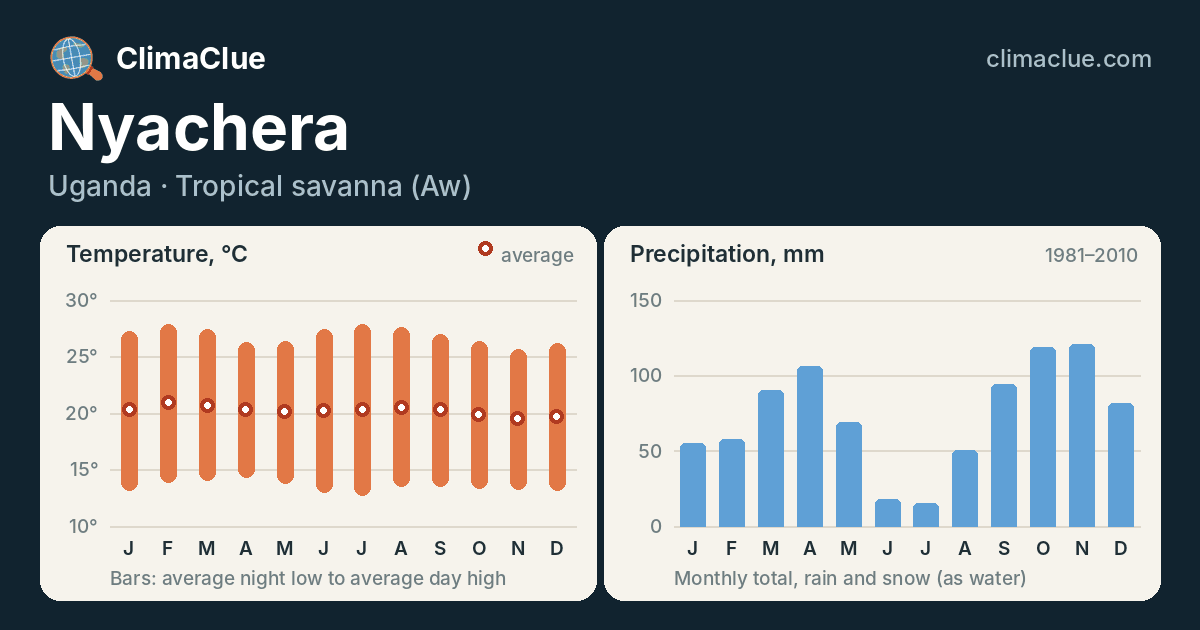 ClimaClue
climaclue.com
Nyachera
Uganda · Tropical savanna (Aw)
Temperature, °C
average
30°
25°
20°
15°
10°
J F M A M J J A S O N D
Bars: average night low to average day high
Precipitation, mm
1981–2010
150
100
50
0
J F M A M J J A S O N D
Monthly total, rain and snow (as water)